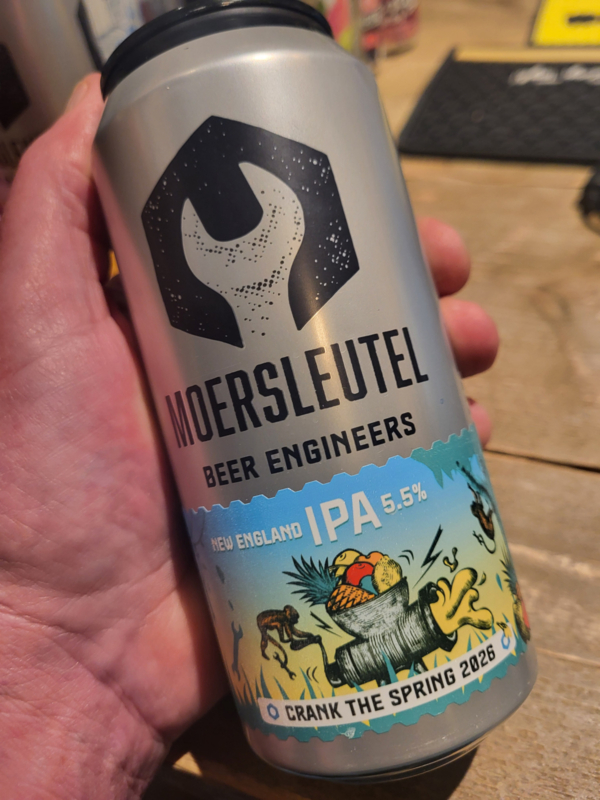 MOERSLEUTEL
BEER ENGINEERS
NEW ENGLAND IPA 5.5%
CRANK THE SPRING 2026